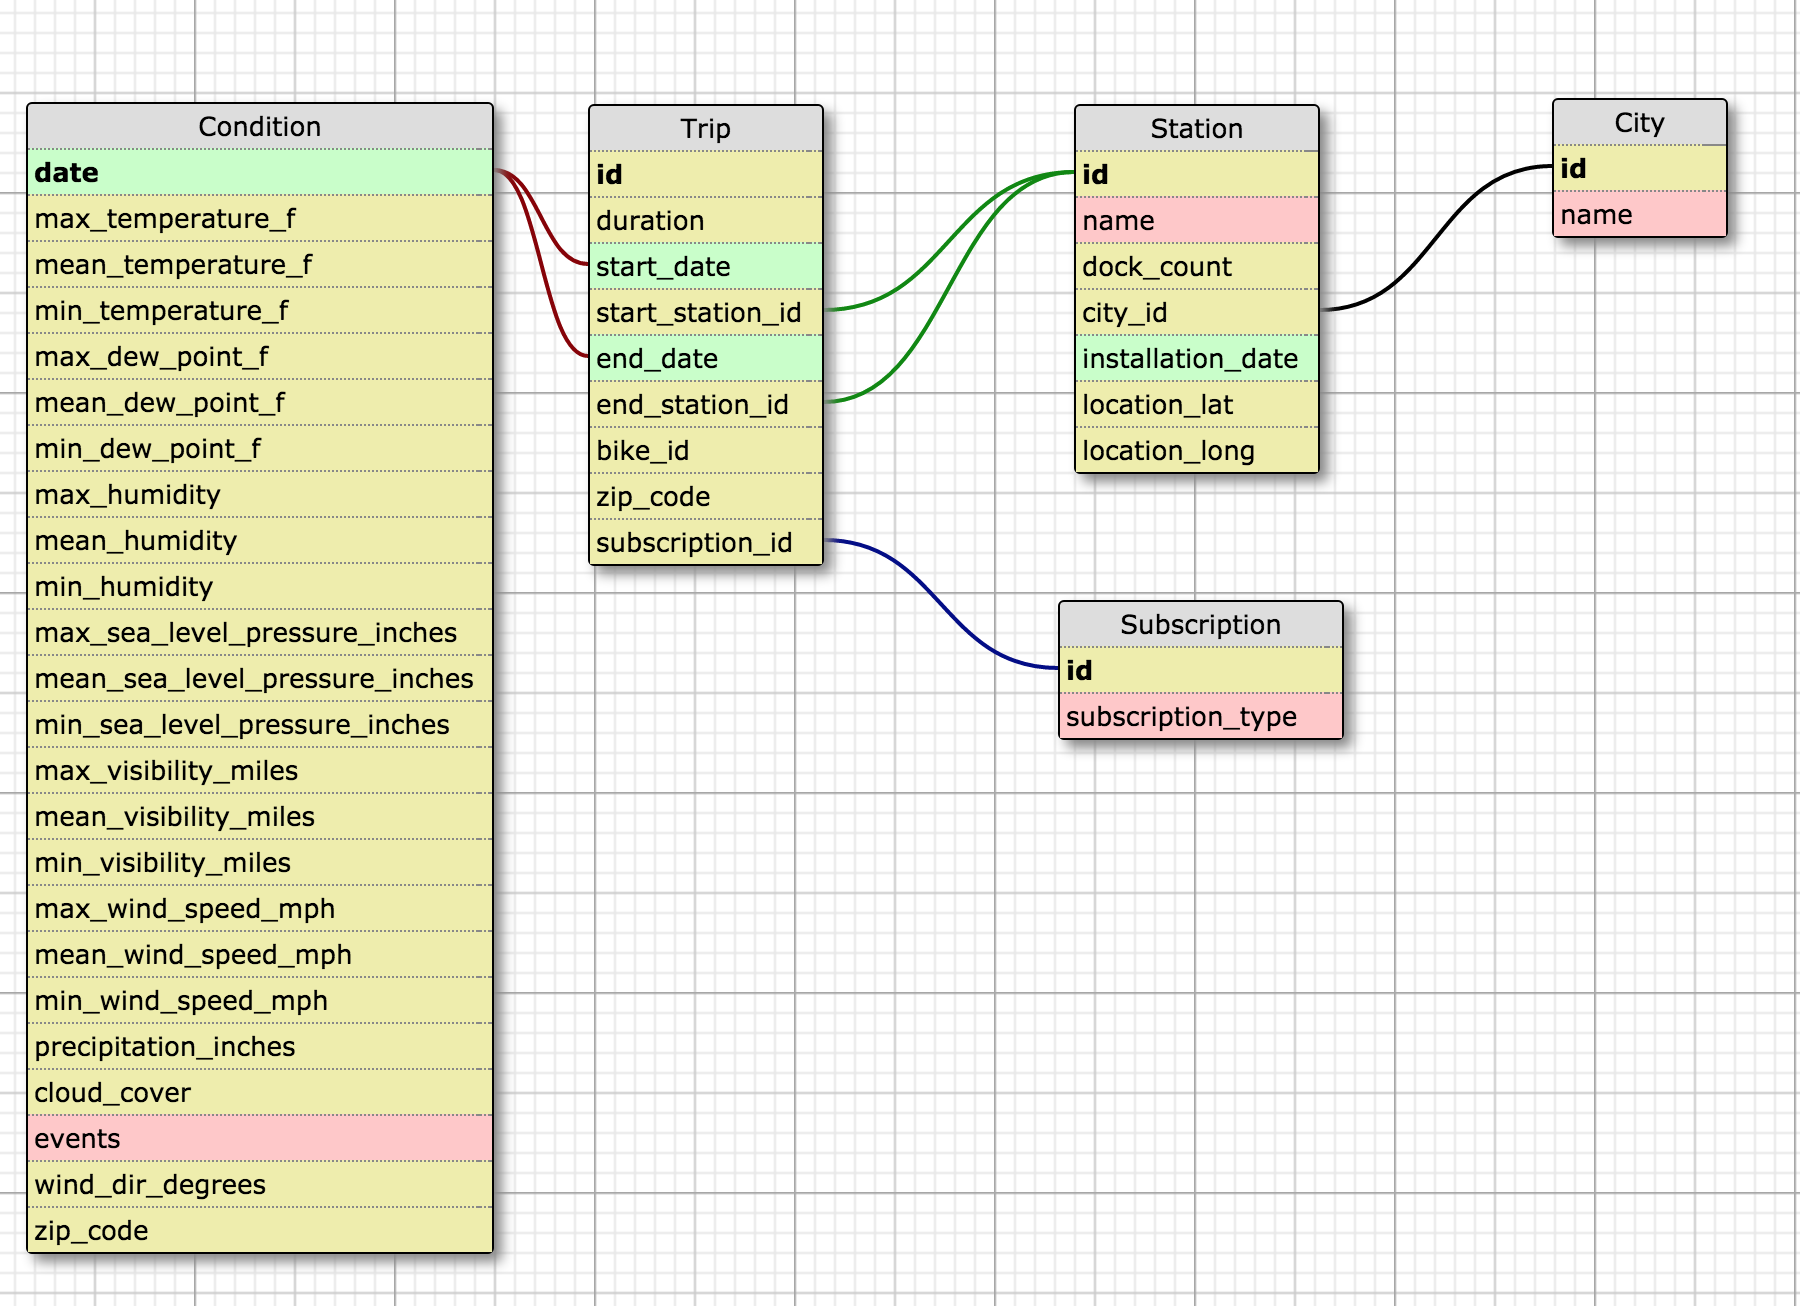 Condition
date
max_temperature_f
mean_temperature_f
min_temperature_f
max_dew_point_f
mean_dew_point_f
min_dew_point_f
max_humidity
mean_humidity
min_humidity
max_sea_level_pressure_inches
mean_sea_level_pressure_inches
min_sea_level_pressure_inches
max_visibility_miles
mean_visibility_miles
min_visibility_miles
max_wind_speed_mph
mean_wind_speed_mph
min_wind_speed_mph
precipitation_inches
cloud_cover
events
wind_dir_degrees
zip_code
Trip
id
duration
start_date
start_station_id
end_date
end_station_id
bike_id
zip_code
subscription_id
Station
id
name
dock_count
city_id
installation_date
location_lat
location_long
City
id
name
Subscription
id
subscription_type